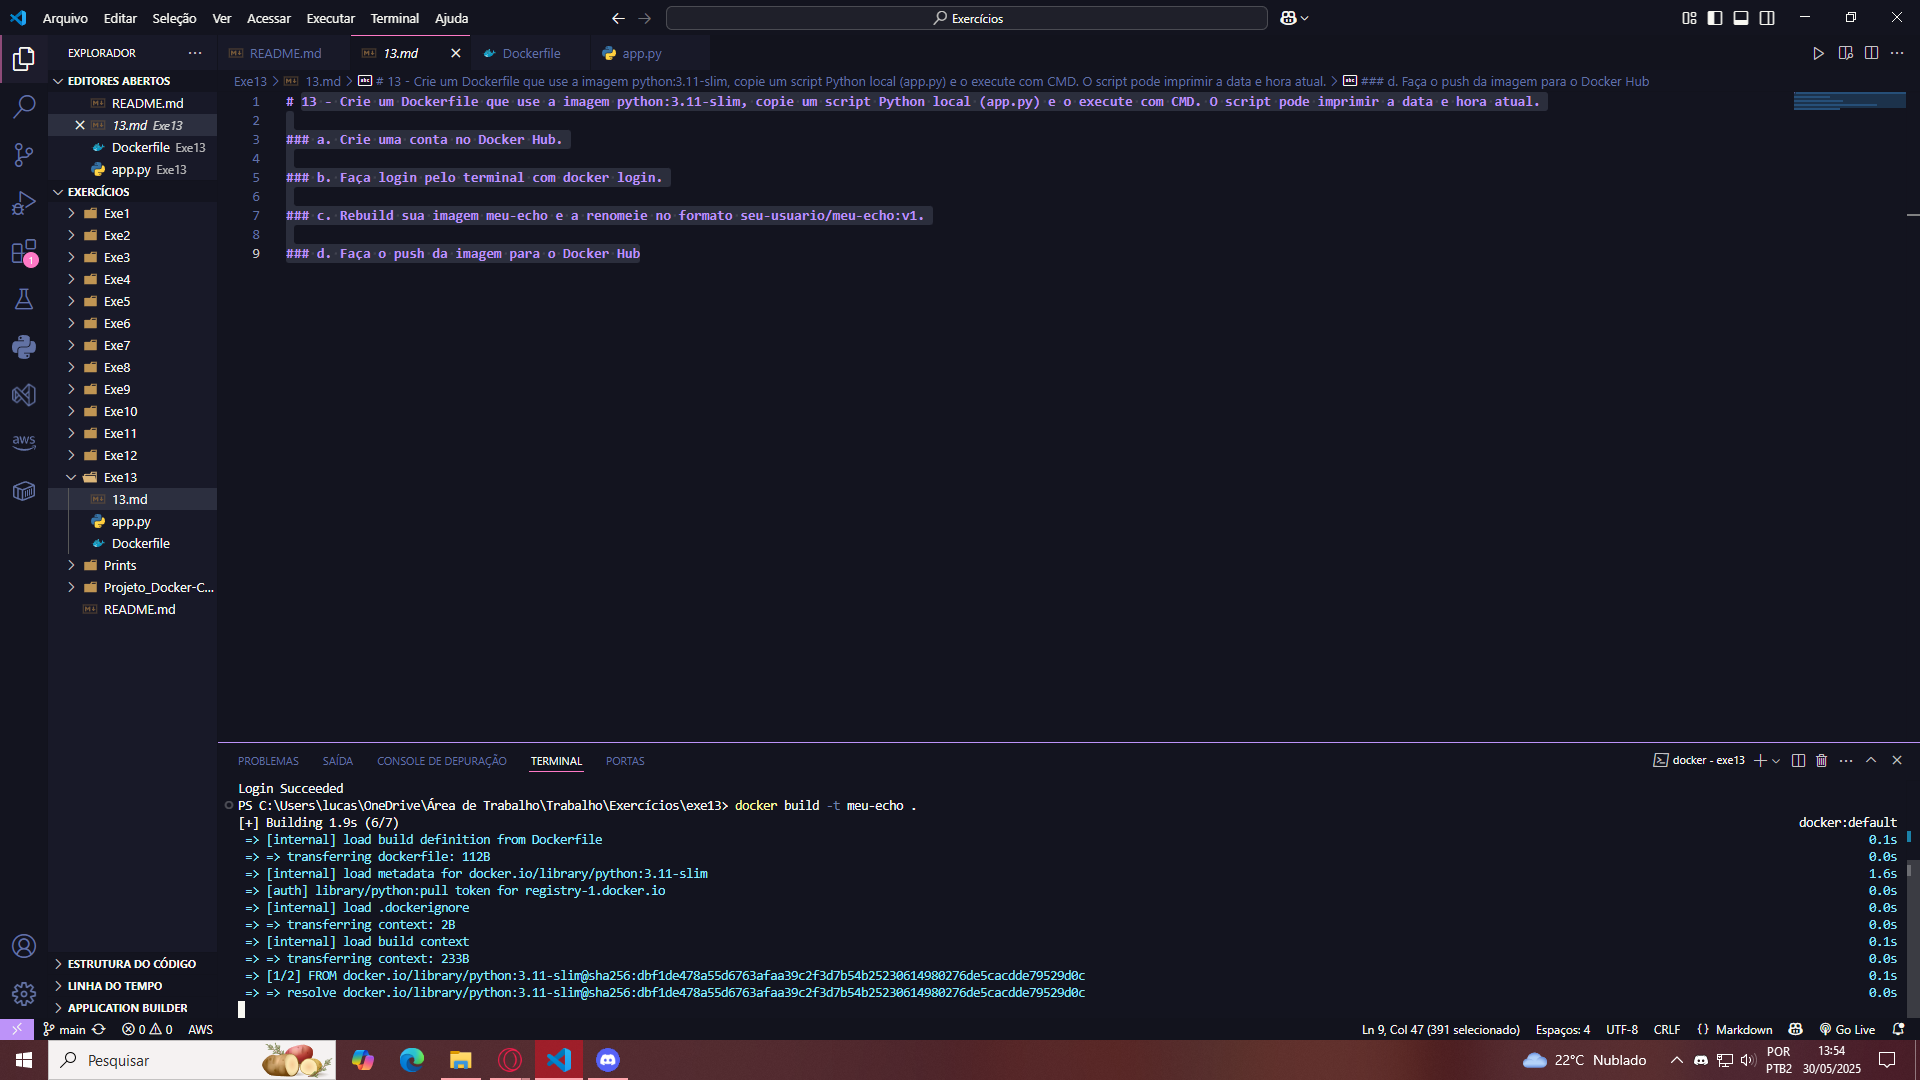 Arquivo Editar Seleção Ver Acessar Executar Terminal Ajuda
Exercícios
EXPLORADOR
README.md 13.md Dockerfile app.py
EDITORES ABERTOS
README.md
13.md Exe13
Dockerfile Exe13
app.py Exe13
EXERCÍCIOS
Exe1
Exe2
Exe3
Exe4
Exe5
Exe6
Exe7
Exe8
Exe9
Exe10
Exe11
Exe12
Exe13
13.md
app.py
Dockerfile
Prints
Projeto_Docker-C...
README.md
ESTRUTURA DO CÓDIGO
LINHA DO TEMPO
APPLICATION BUILDER
aws
1
Exe13 > 13.md > # 13 - Crie um Dockerfile que use a imagem python:3.11-slim, copie um script Python local (app.py) e o execute com CMD. O script pode imprimir a data e hora atual. > ### d. Faça o push da imagem para o Docker Hub
1 # 13 - Crie um Dockerfile que use a imagem python:3.11-slim, copie um script Python local (app.py) e o execute com CMD. O script pode imprimir a data e hora atual.
2
3 ### a. Crie uma conta no Docker Hub.
4
5 ### b. Faça login pelo terminal com docker login.
6
7 ### c. Rebuild sua imagem meu-echo e a renomeie no formato seu-usuario/meu-echo:v1.
8
9 ### d. Faça o push da imagem para o Docker Hub
PROBLEMAS SAÍDA CONSOLE DE DEPURAÇÃO TERMINAL PORTAS
docker - exe13
Login Succeeded
PS C:\Users\lucas\OneDrive\Área de Trabalho\Trabalho\Exercícios\exe13> docker build -t meu-echo .
[+] Building 1.9s (6/7) docker:default
=> [internal] load build definition from Dockerfile 0.1s
=> => transferring dockerfile: 112B 0.0s
=> [internal] load metadata for docker.io/library/python:3.11-slim 1.6s
=> [auth] library/python:pull token for registry-1.docker.io 0.0s
=> [internal] load .dockerignore 0.0s
=> => transferring context: 2B 0.0s
=> [internal] load build context 0.1s
=> => transferring context: 233B 0.0s
=> [1/2] FROM docker.io/library/python:3.11-slim@sha256:dbf1de478a55d6763afaa39c2f3d7b54b25230614980276de5cacdde79529d0c 0.1s
=> => resolve docker.io/library/python:3.11-slim@sha256:dbf1de478a55d6763afaa39c2f3d7b54b25230614980276de5cacdde79529d0c 0.0s
main 0 0 AWS
Ln 9, Col 47 (391 selecionado) Espaços: 4 UTF-8 CRLF {} Markdown Go Live
Pesquisar
22°C Nublado
POR
PTB2
13:54
30/05/2025